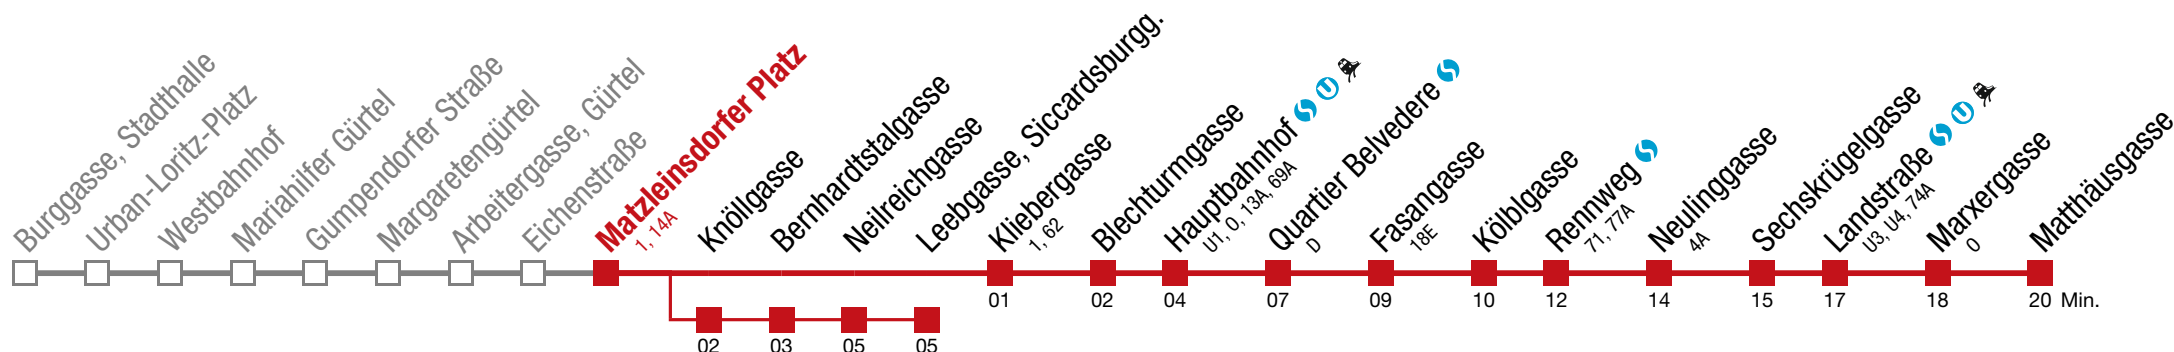 Burggasse, Stadthalle
Urban-Loritz-Platz
Westbahnhof
Mariahilfer Gürtel
Gumpendorfer Straße
Margaretengürtel
Arbeitergasse, Gürtel
Eichenstraße
Matzleinsdorfer Platz
1, 14A
Knöllgasse
Bernhardtstalgasse
Neilreichgasse
Leebgasse, Siccardsburgg.
Kliebergasse
1, 62
Blechturmgasse
Hauptbahnhof S U
U1, O, 13A, 69A
Quartier Belvedere S
D
Fasangasse
18E
Kölblgasse
Rennweg S
71, 77A
Neulinggasse
4A
Sechskrügelgasse
Landstraße S U
U3, U4, 74A
Marxergasse
O
Matthäusgasse
01 02 04 07 09 10 12 14 15 17 18 20 Min.
02 03 05 05